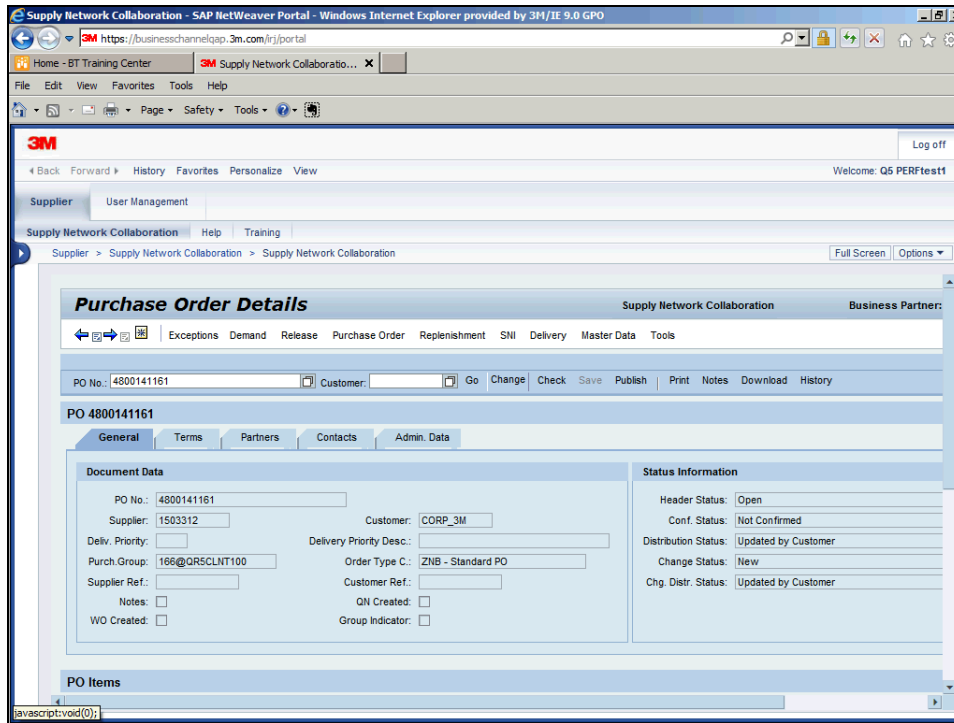 Supply Network Collaboration - SAP NetWeaver Portal - Windows Internet Explorer provided by 3M/IE 9.0 GPO
3M https://businesschannelqap.3m.com/irj/portal
Home - BT Training Center
3M Supply Network Collaboratio... X
File Edit View Favorites Tools Help
Page Safety Tools
3M
Log off
Back Forward History Favorites Personalize View
Welcome: Q5 PERFtest1
Supplier User Management
Supply Network Collaboration Help Training
Supplier > Supply Network Collaboration > Supply Network Collaboration
Full Screen Options
Purchase Order Details
Supply Network Collaboration
Business Partner:
Exceptions Demand Release Purchase Order Replenishment SNI Delivery Master Data Tools
PO No.: 4800141161 Customer: Go Change Check Save Publish Print Notes Download History
PO 4800141161
General Terms Partners Contacts Admin. Data
Document Data
PO No.: 4800141161
Supplier: 1503312 Customer: CORP_3M
Deliv. Priority: Delivery Priority Desc.:
Purch.Group: 166@QR5CLNT100 Order Type C.: ZNB - Standard PO
Supplier Ref.: Customer Ref.:
Notes: QN Created:
WO Created: Group Indicator:
Status Information
Header Status: Open
Conf. Status: Not Confirmed
Distribution Status: Updated by Customer
Change Status: New
Chg. Distr. Status: Updated by Customer
PO Items
javascript:void(0);